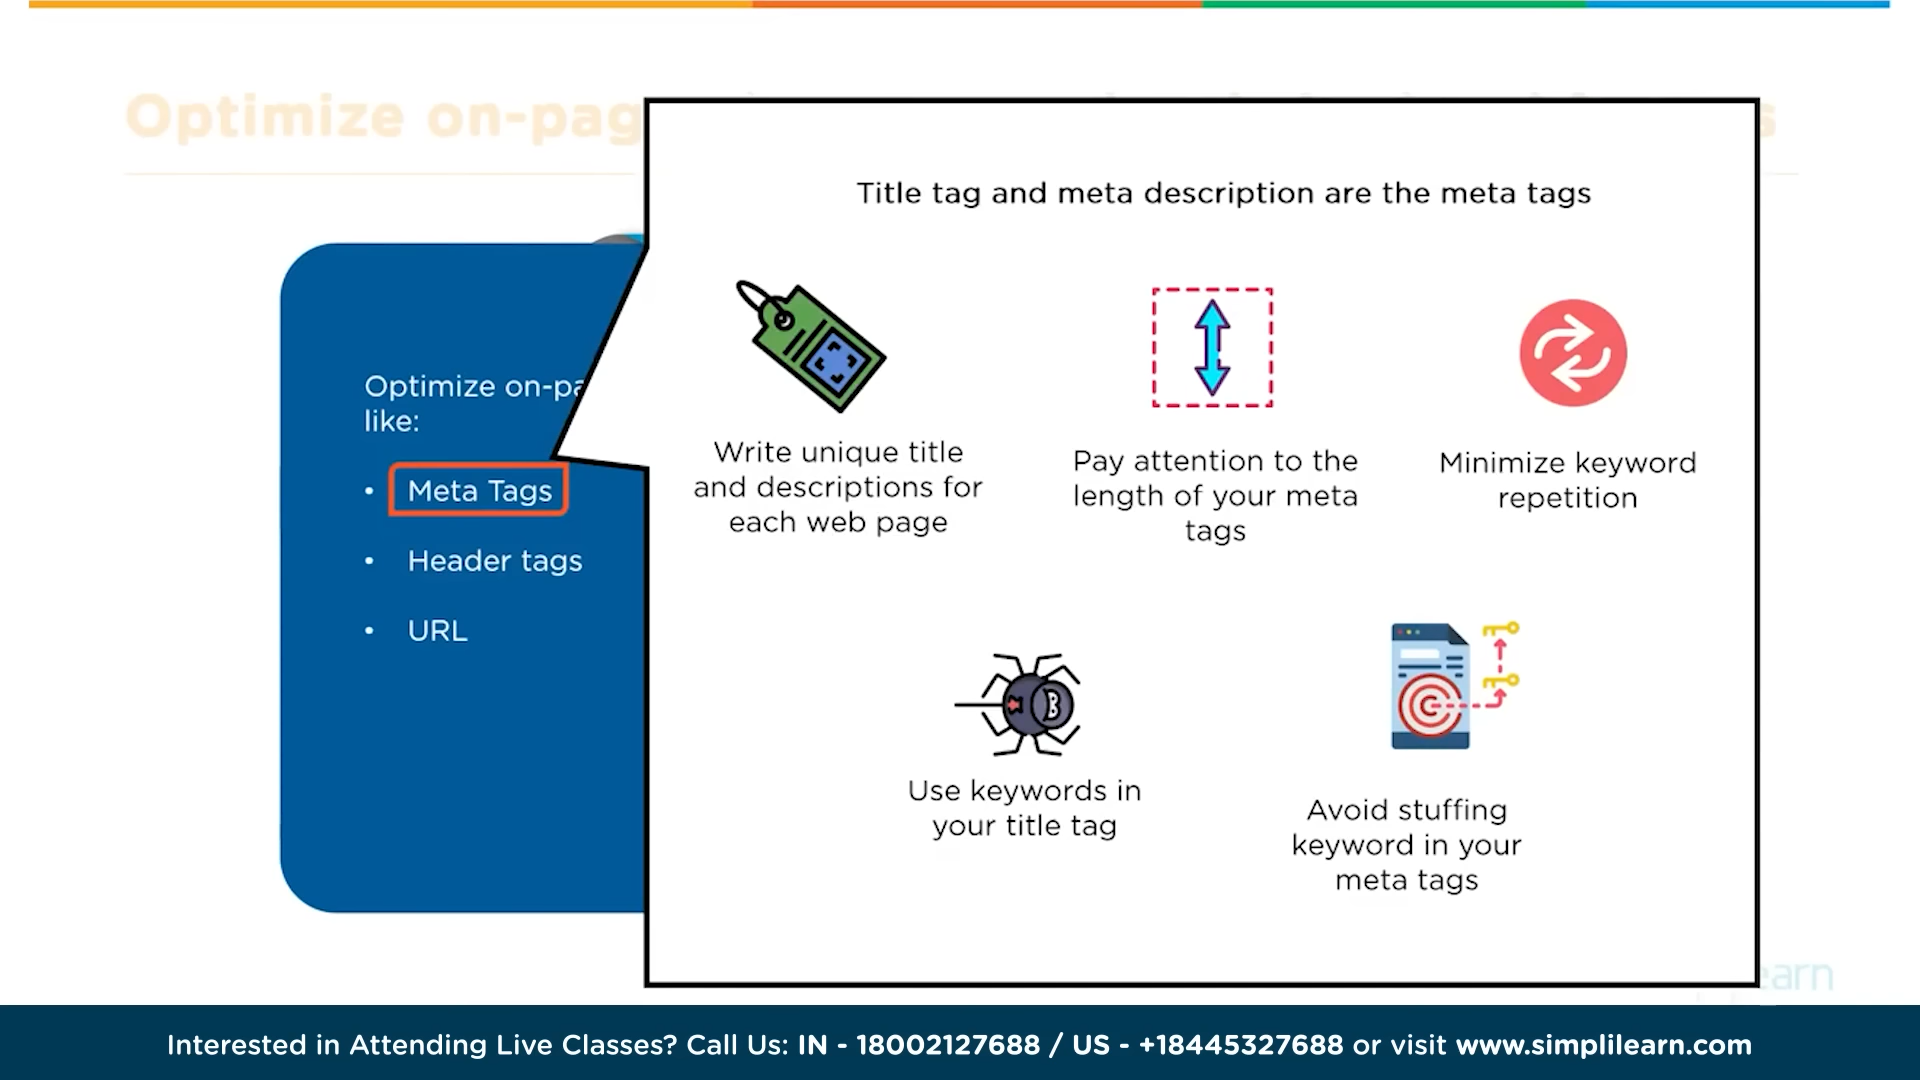 Optimize on-pag
Title tag and meta description are the meta tags
Optimize on-pa
like:
• Meta Tags
• Header tags
• URL
Write unique title
and descriptions for
each web page
Pay attention to the
length of your meta
tags
Minimize keyword
repetition
Use keywords in
your title tag
Avoid stuffing
keyword in your
meta tags
earn
Interested in Attending Live Classes? Call Us: IN - 18002127688 / US - +18445327688 or visit www.simplilearn.com